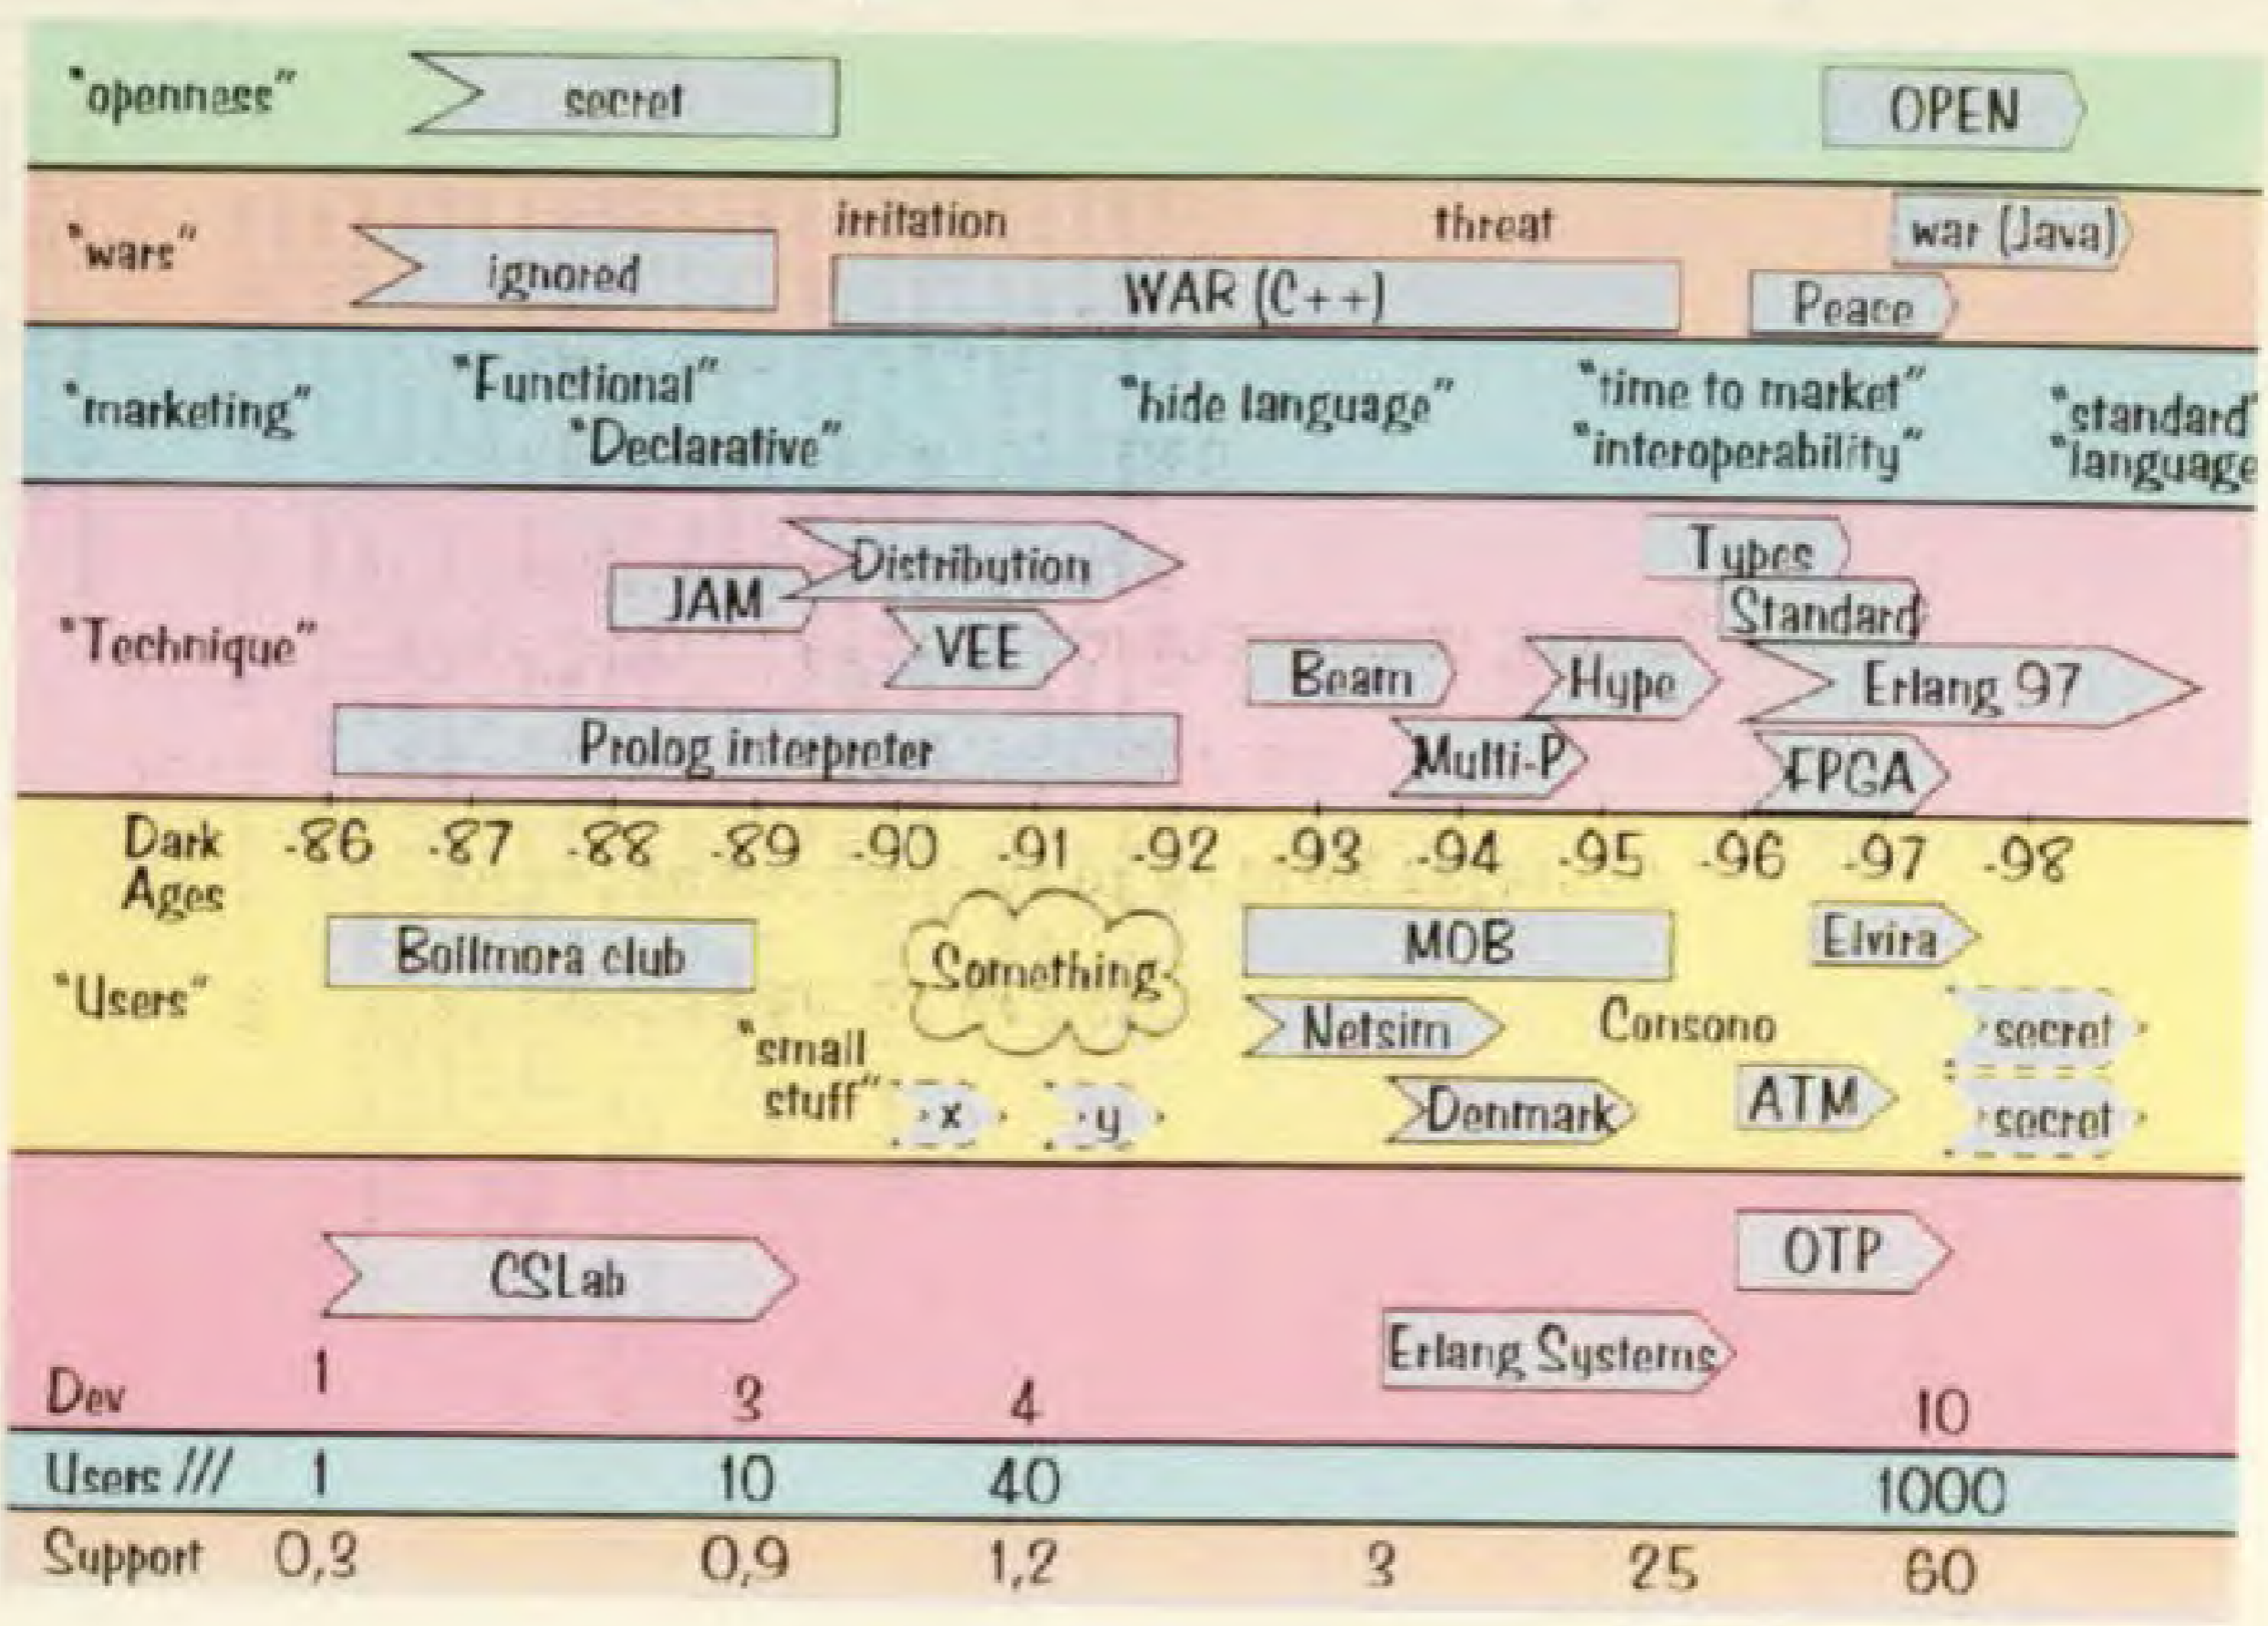 "openness"
secret
OPEN
"wars"
ignored
irritation
threat
WAR (C++)
war (Java)
Peace
"marketing"
"Functional"
"Declarative"
"hide language"
"time to market"
"interoperability"
"standard"
"language
"Technique"
JAM
Distribution
VEE
Prolog interpreter
Beam
Hype
Multi-P
Types
Standard
Erlang 97
FPGA
Dark
Ages
-86 -87 -88 -89 -90 -91 -92 -93 -94 -95 -96 -97 -98
"Users"
Bollmora club
"small
stuff"
Something
x
y
MOB
Netsim
Denmark
Consono
Elvira
ATM
secret
secret
CSLab
OTP
Erlang Systems
Dev 1 3 4 10
Users /// 1 10 40 1000
Support 0,3 0,9 1,2 3 25 60